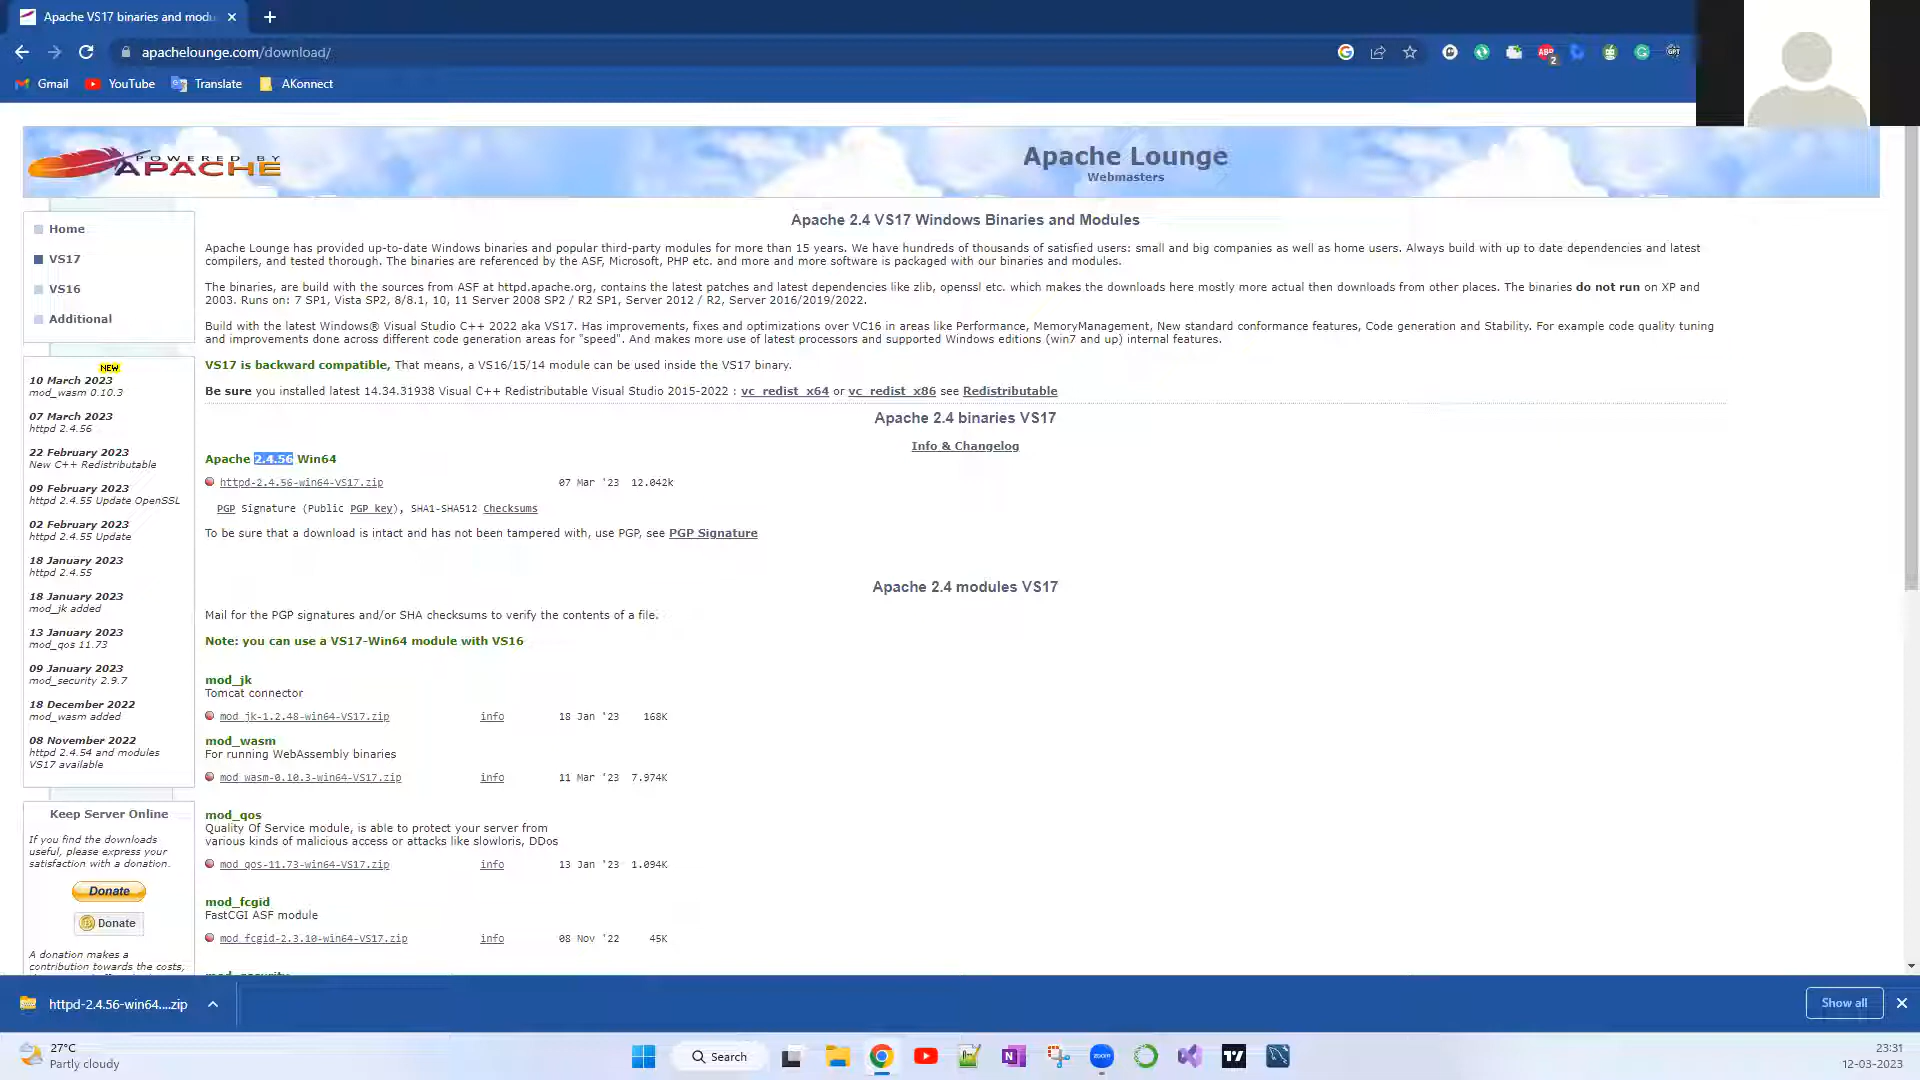 Apache VS17 binaries and modu
apachelounge.com/download/
2
GPT
Gmail
YouTube
Translate
AKonnect
POWERED BY
APACHE
Apache Lounge
Webmasters
Home
VS17
VS16
Additional
NEW
10 March 2023
mod_wasm 0.10.3
07 March 2023
httpd 2.4.56
22 February 2023
New C++ Redistributable
09 February 2023
httpd 2.4.55 Update OpenSSL
02 February 2023
httpd 2.4.55 Update
18 January 2023
httpd 2.4.55
18 January 2023
mod_jk added
13 January 2023
mod_qos 11.73
09 January 2023
mod_security 2.9.7
18 December 2022
mod_wasm added
08 November 2022
httpd 2.4.54 and modules
VS17 available
Keep Server Online
If you find the downloads
useful, please express your
satisfaction with a donation.
Donate
Donate
A donation makes a
contribution towards the costs,
Apache 2.4 VS17 Windows Binaries and Modules
Apache Lounge has provided up-to-date Windows binaries and popular third-party modules for more than 15 years. We have hundreds of thousands of satisfied users: small and big companies as well as home users. Always build with up to date dependencies and latest
compilers, and tested thorough. The binaries are referenced by the ASF, Microsoft, PHP etc. and more and more software is packaged with our binaries and modules.
The binaries, are build with the sources from ASF at httpd.apache.org, contains the latest patches and latest dependencies like zlib, openssl etc. which makes the downloads here mostly more actual then downloads from other places. The binaries do not run on XP and
2003. Runs on: 7 SP1, Vista SP2, 8/8.1, 10, 11 Server 2008 SP2 / R2 SP1, Server 2012 / R2, Server 2016/2019/2022.
Build with the latest Windows® Visual Studio C++ 2022 aka VS17. Has improvements, fixes and optimizations over VC16 in areas like Performance, MemoryManagement, New standard conformance features, Code generation and Stability. For example code quality tuning
and improvements done across different code generation areas for "speed". And makes more use of latest processors and supported Windows editions (win7 and up) internal features.
VS17 is backward compatible, That means, a VS16/15/14 module can be used inside the VS17 binary.
Be sure you installed latest 14.34.31938 Visual C++ Redistributable Visual Studio 2015-2022 : vc_redist_x64 or vc_redist_x86 see Redistributable
Apache 2.4 binaries VS17
Info & Changelog
Apache 2.4.56 Win64
httpd-2.4.56-win64-VS17.zip 07 Mar '23 12.042k
PGP Signature (Public PGP key), SHA1-SHA512 Checksums
To be sure that a download is intact and has not been tampered with, use PGP, see PGP Signature
Apache 2.4 modules VS17
Mail for the PGP signatures and/or SHA checksums to verify the contents of a file.
Note: you can use a VS17-Win64 module with VS16
mod_jk
Tomcat connector
mod_jk-1.2.48-win64-VS17.zip info 18 Jan '23 168K
mod_wasm
For running WebAssembly binaries
mod_wasm-0.10.3-win64-VS17.zip info 11 Mar '23 7.974K
mod_qos
Quality Of Service module, is able to protect your server from
various kinds of malicious access or attacks like slowloris, DDos
mod_qos-11.73-win64-VS17.zip info 13 Jan '23 1.094K
mod_fcgid
FastCGI ASF module
mod_fcgid-2.3.10-win64-VS17.zip info 08 Nov '22 45K
httpd-2.4.56-win64....zip
Show all
27°C
Partly cloudy
Search
zoom
23:31
12-03-2023